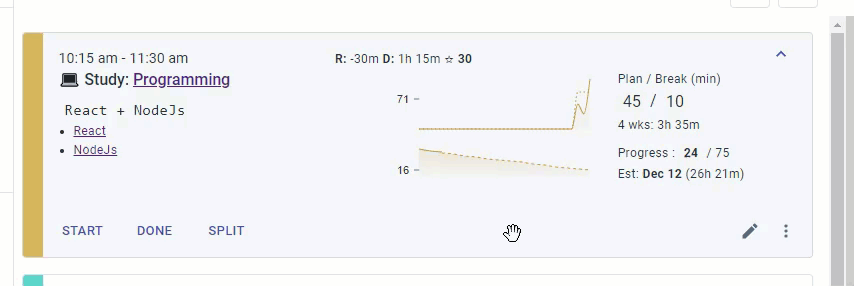 10:15 am - 11:30 am
R: -30m D: 1h 15m ☆ 30
💻 Study: Programming
React + NodeJs
• React
• NodeJs
71
16
Plan / Break (min)
45 / 10
4 wks: 3h 35m
Progress : 24 / 75
Est: Dec 12 (26h 21m)
START DONE SPLIT